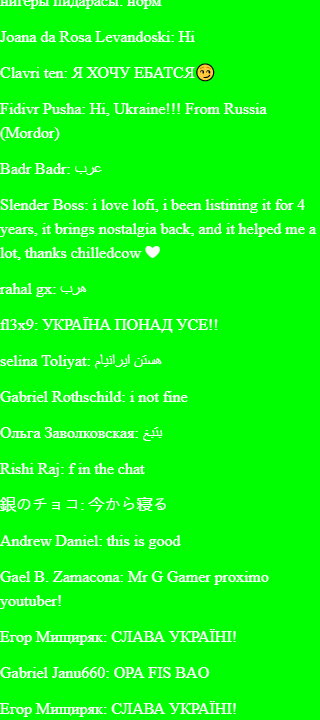 нигеры пидарасы: норм
Joana da Rosa Levandoski: Hi
Clavri ten: Я ХОЧУ ЕБАТСЯ😏
Fidivr Pusha: Hi, Ukraine!!! From Russia
(Mordor)
Badr Badr: عرب
Slender Boss: i love lofi, i been listining it for 4
years, it brings nostalgia back, and it helped me a
lot, thanks chilledcow 🤍
rahal gx: هرب
fl3x9: УКРАЇНА ПОНАД УСЕ!!
selina Toliyat: هستن ایرانیام
Gabriel Rothschild: i not fine
Ольга Заволковская:
Rishi Raj: f in the chat
銀のチョコ: 今から寝る
Andrew Daniel: this is good
Gael B. Zamacona: Mr G Gamer proximo
youtuber!
Егор Мищиряк: СЛАВА УКРАЇНІ!
Gabriel Janu660: OPA FIS BAO
Егор Мищиряк: СЛАВА УКРАЇНІ!